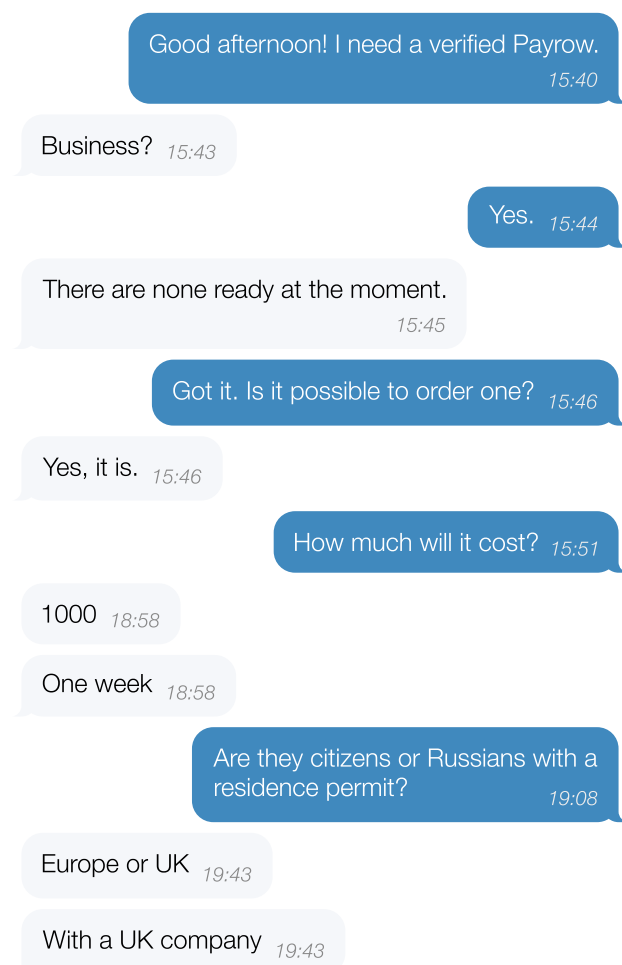 Good afternoon! I need a verified Payrow.
15:40
Business? 15:43
Yes. 15:44
There are none ready at the moment.
15:45
Got it. Is it possible to order one? 15:46
Yes, it is. 15:46
How much will it cost? 15:51
1000 18:58
One week 18:58
Are they citizens or Russians with a
residence permit?
19:08
Europe or UK 19:43
With a UK company 19:43